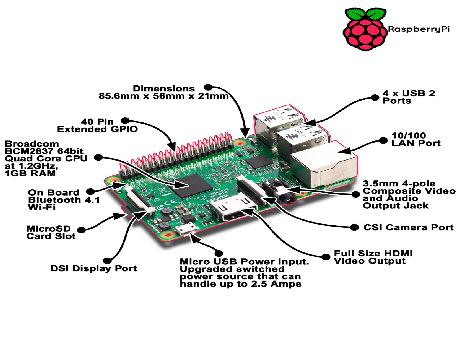 RaspberryPi
Dimensions
85.6mm x 56mm x 21mm
4 x USB 2
Ports
40 Pin
Extended GPIO
10/100
LAN Port
Broadcom
BCM2837 64bit
Quad Core CPU
at 1.2GHz,
1GB RAM
3.5mm 4-pole
Composite Video
and Audio
Output Jack
On Board
Bluetooth 4.1
Wi-Fi
MicroSD
Card Slot
CSI Camera Port
DSI Display Port
Micro USB Power Input.
Upgraded switched
power source that can
handle up to 2.5 Amps
Full Size HDMI
Video Output